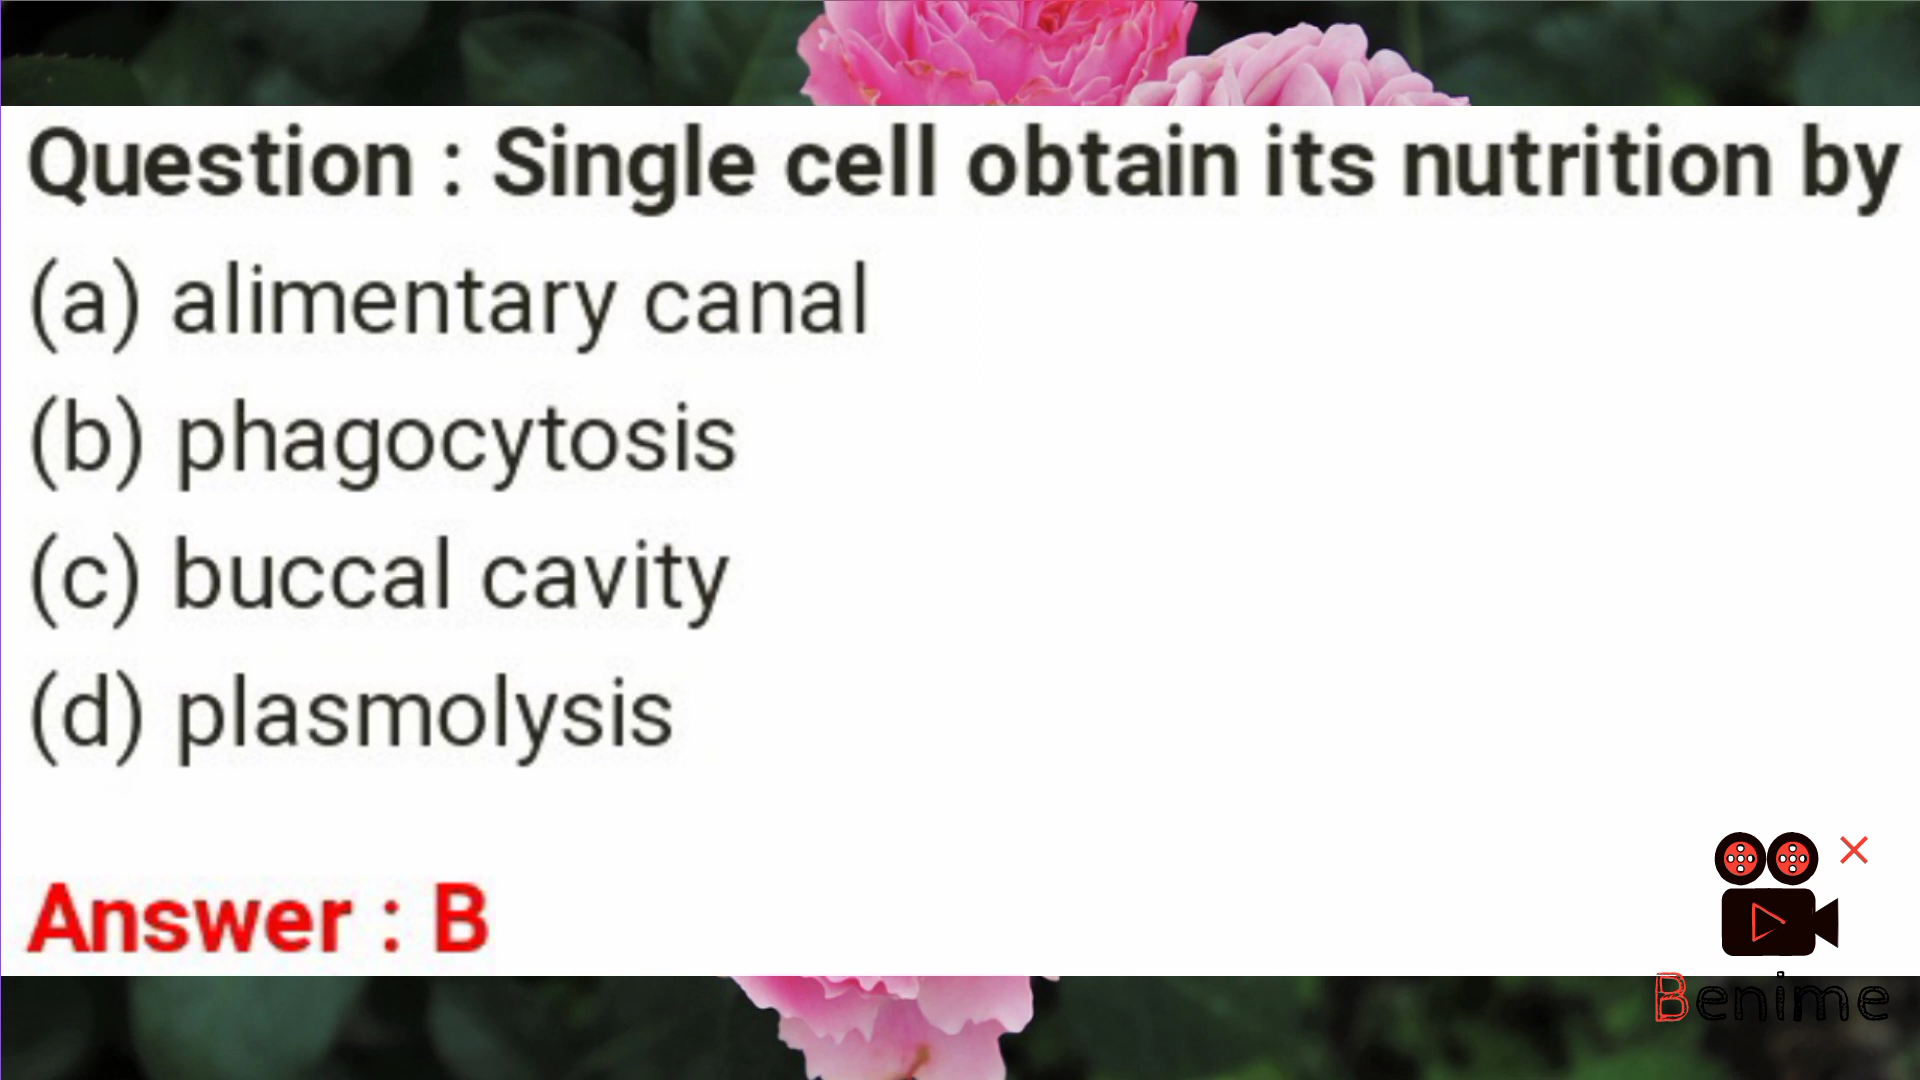 Question : Single cell obtain its nutrition by
(a) alimentary canal
(b) phagocytosis
(c) buccal cavity
(d) plasmolysis
Answer : B
Benime